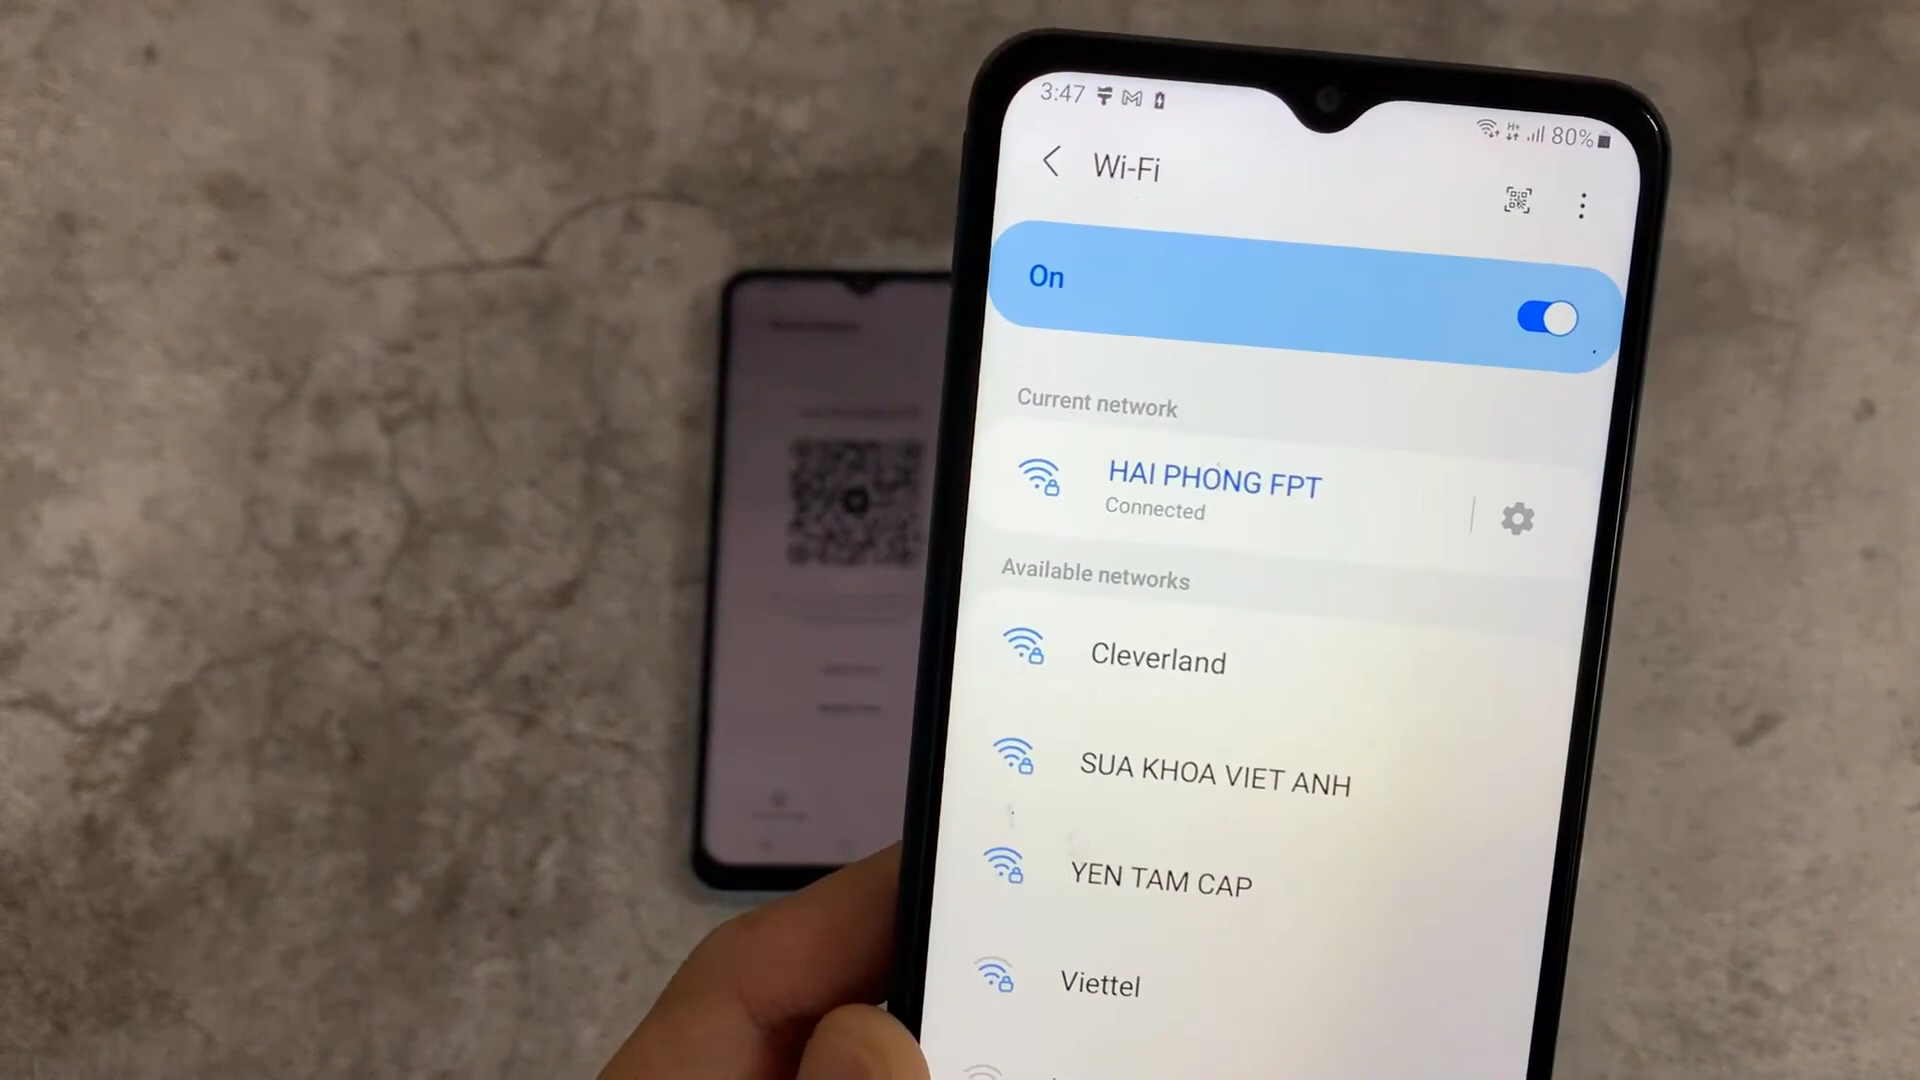 3:47
H+ 80%
Wi-Fi
On
Current network
HAI PHONG FPT
Connected
Available networks
Cleverland
SUA KHOA VIET ANH
YEN TAM CAP
Viettel